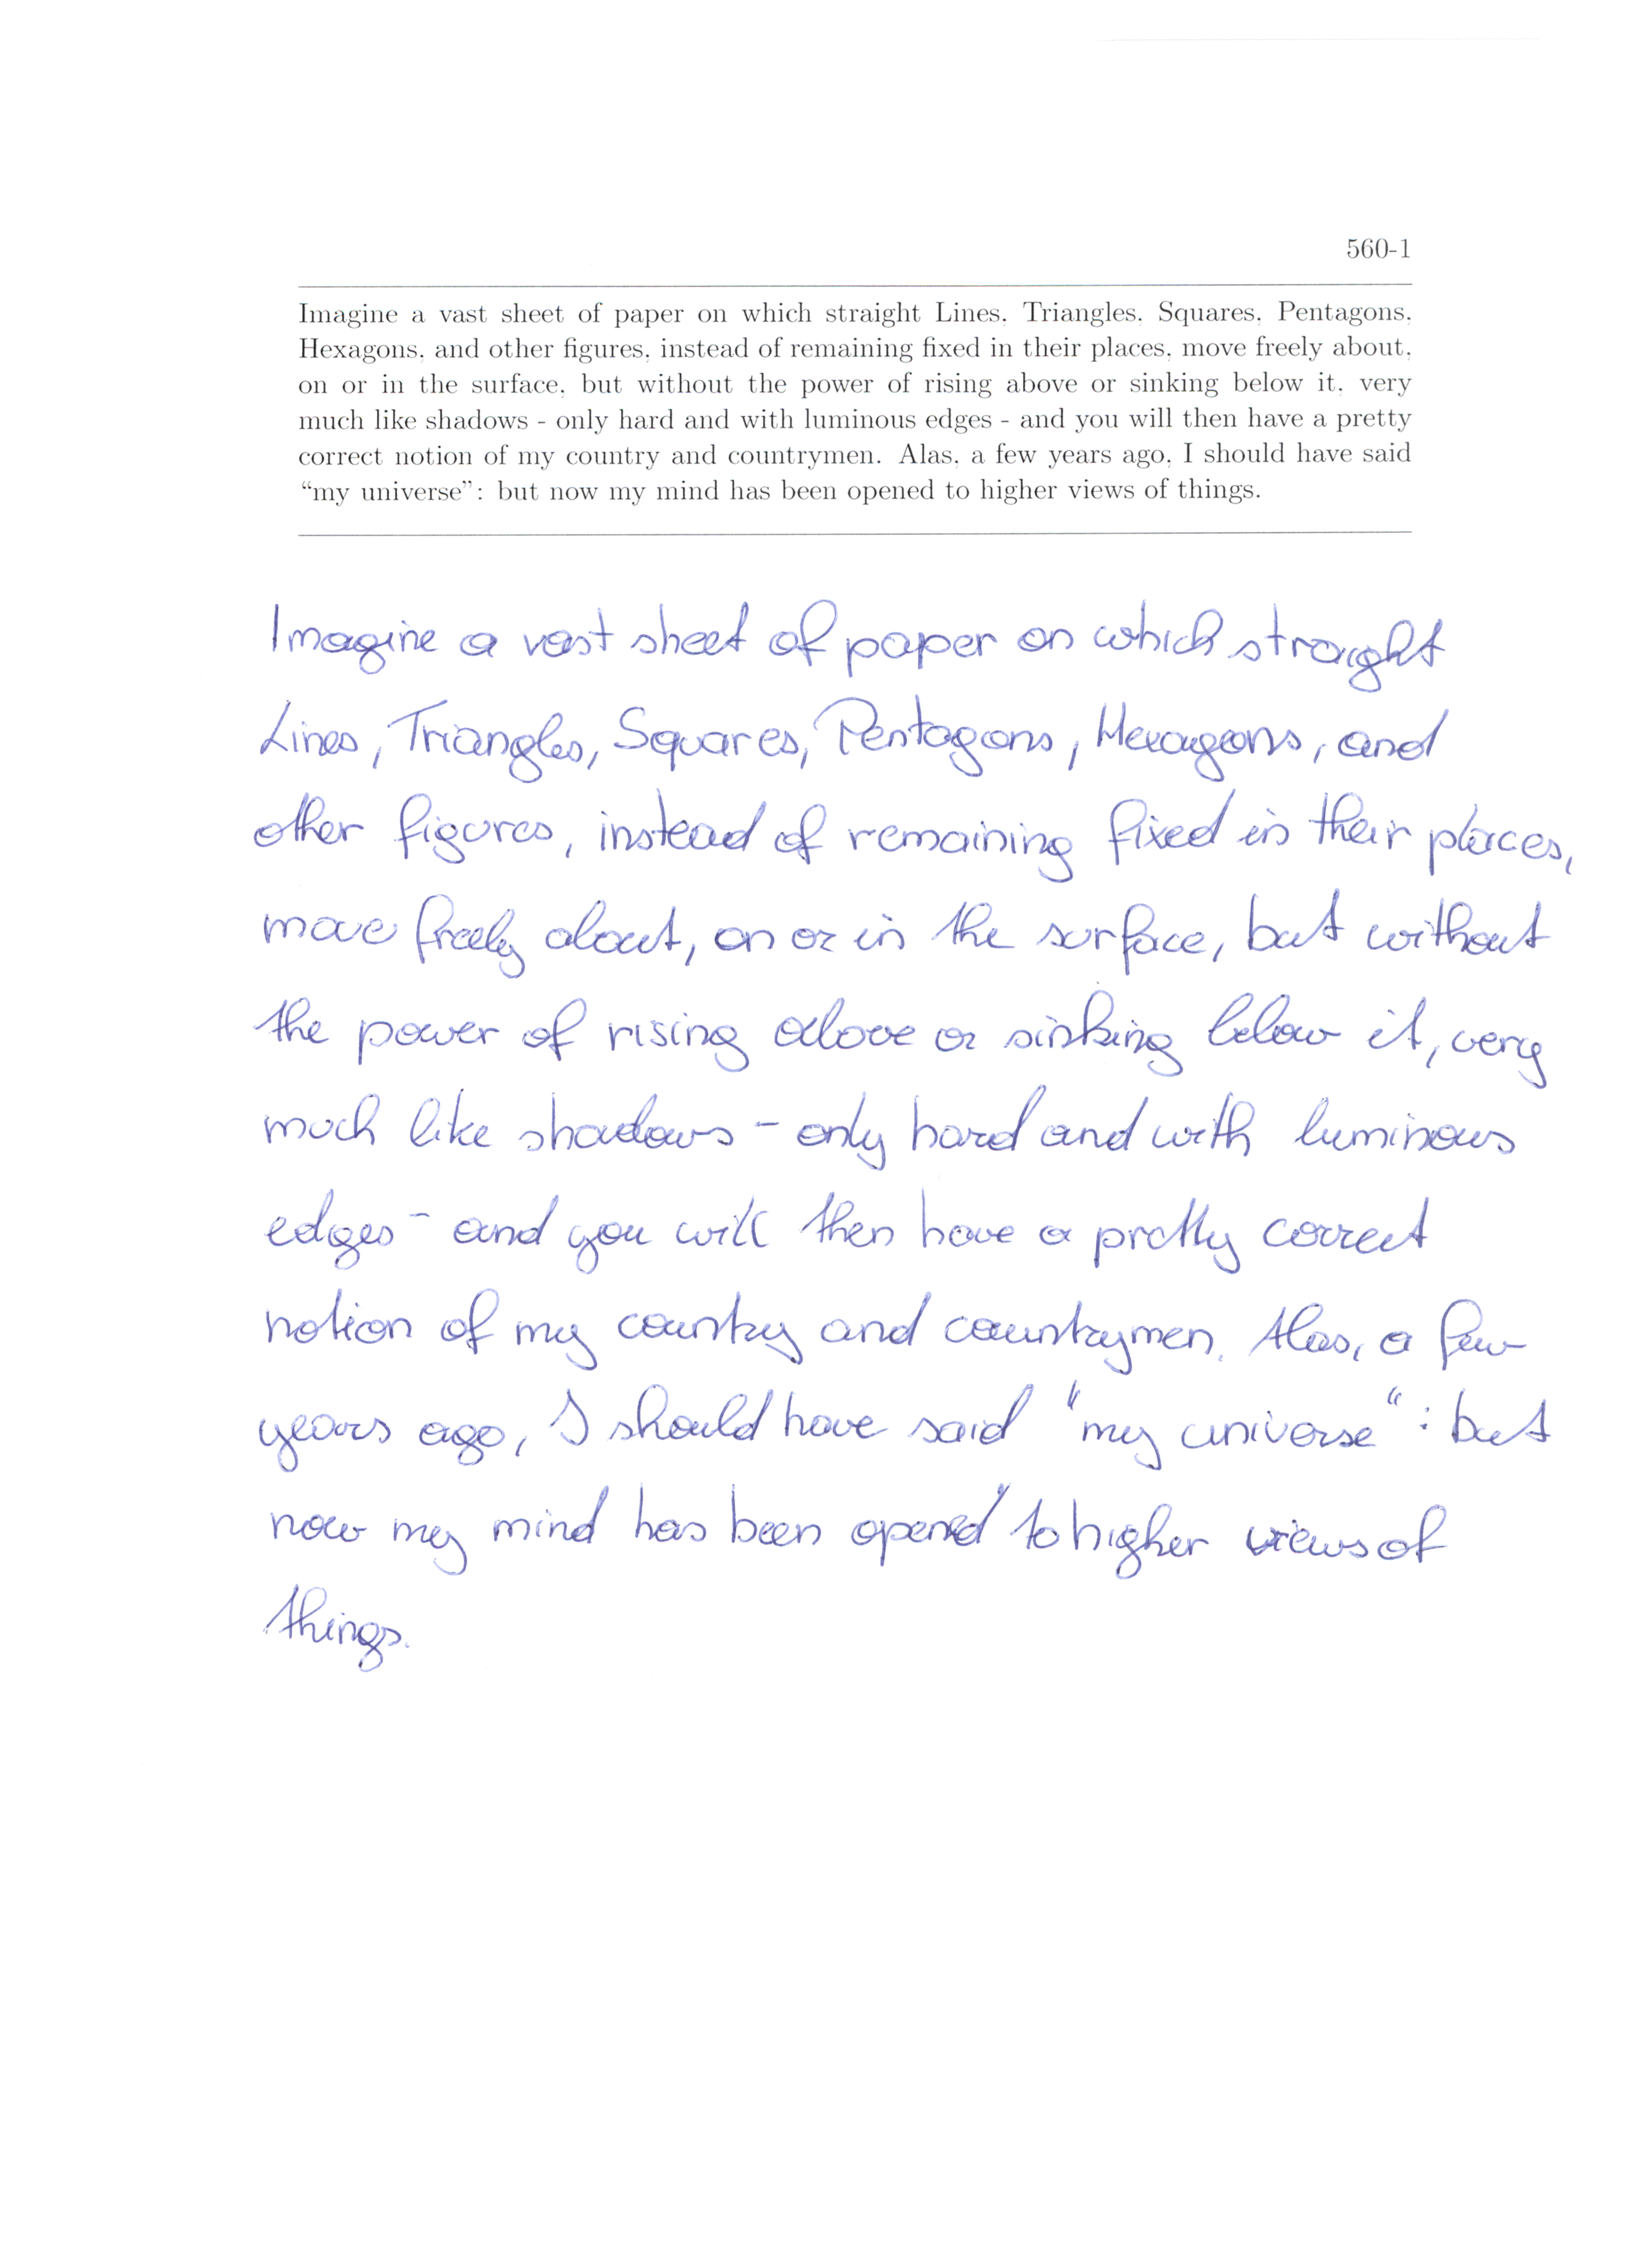 560-1
Imagine a vast sheet of paper on which straight Lines, Triangles, Squares, Pentagons,
Hexagons, and other figures, instead of remaining fixed in their places, move freely about,
on or in the surface, but without the power of rising above or sinking below it, very
much like shadows - only hard and with luminous edges - and you will then have a pretty
correct notion of my country and countrymen. Alas, a few years ago, I should have said
“my universe”: but now my mind has been opened to higher views of things.
Imagine a vast sheet of paper on which straight
Lines, Triangles, Squares, Pentagons, Hexagons, and
other figures, instead of remaining fixed in their places,
move freely about, on or in the surface, but without
the power of rising above or sinking below it, very
much like shadows - only hard and with luminous
edges - and you will then have a pretty correct
notion of my country and countrymen. Alas, a few
years ago, I should have said "my universe“: but
now my mind has been opened to higher views of
things.